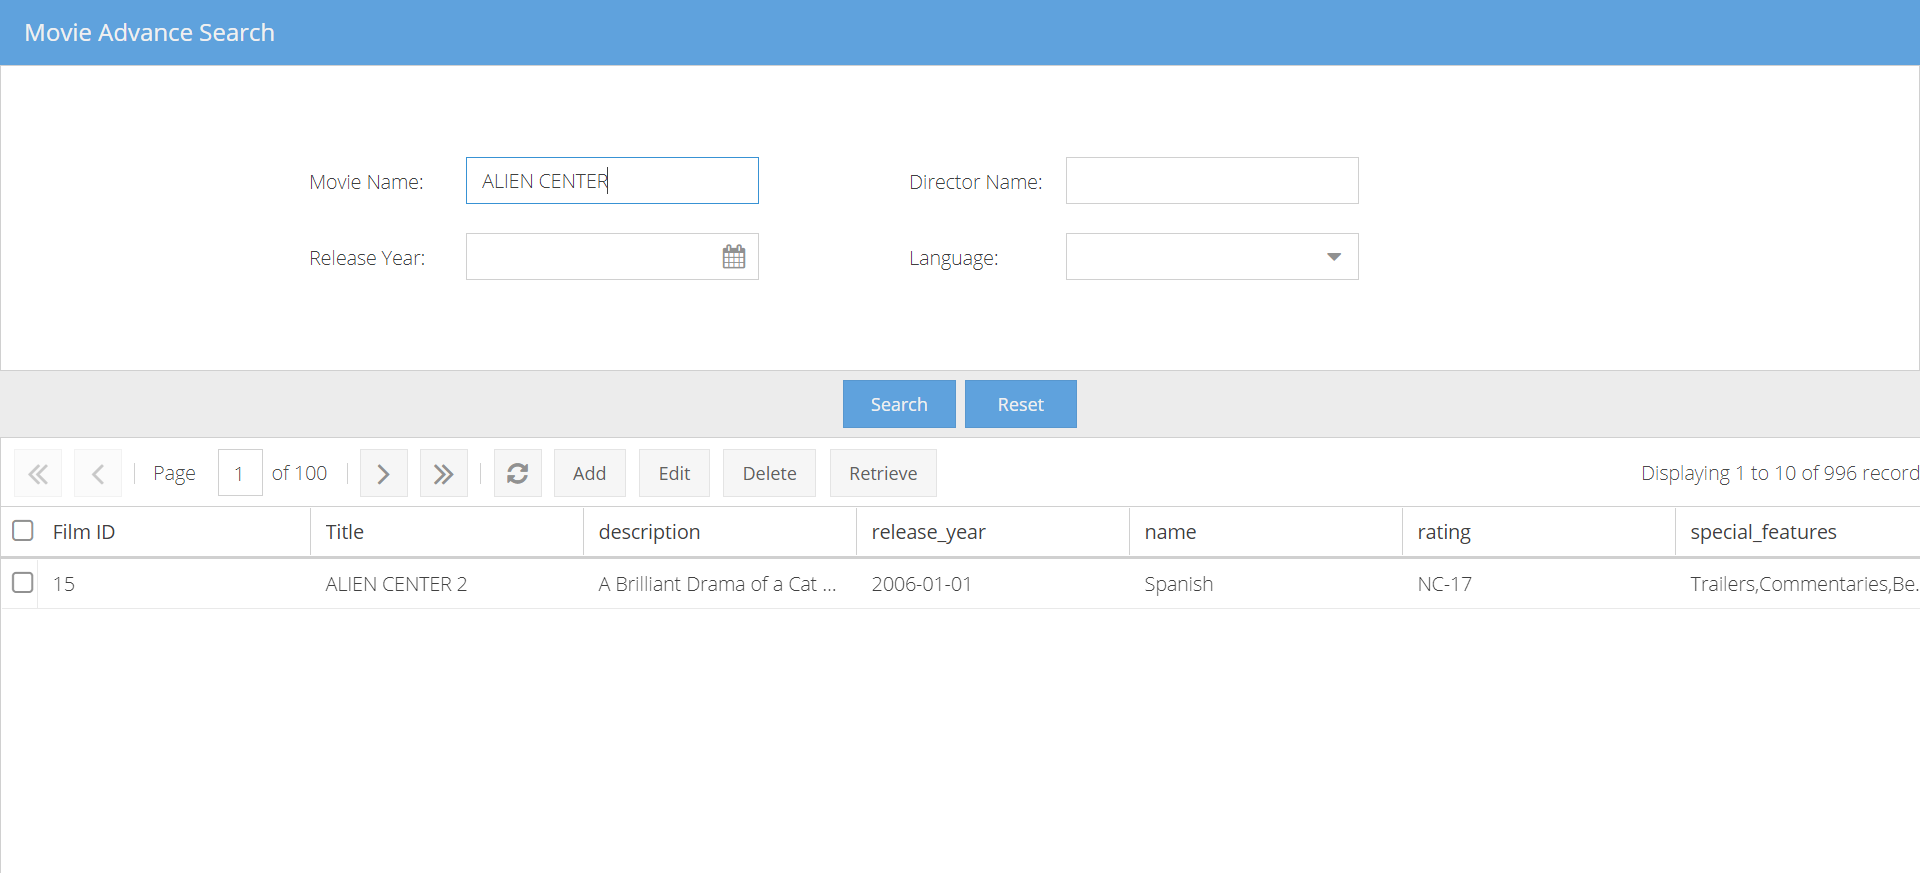 Movie Advance Search
Movie Name: ALIEN CENTER Director Name:
Release Year: Language:
Search Reset
Page 1 of 100 Add Edit Delete Retrieve Displaying 1 to 10 of 996 record
Film ID Title description release_year name rating special_features
15 ALIEN CENTER 2 A Brilliant Drama of a Cat ... 2006-01-01 Spanish NC-17 Trailers,Commentaries,Be.